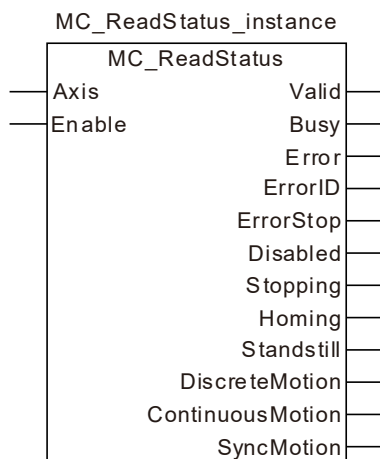 MC_ReadStatus_instance
MC_ReadStatus
Axis Valid
Enable Busy
Error
ErrorID
ErrorStop
Disabled
Stopping
Homing
Standstill
DiscreteMotion
ContinuousMotion
SyncMotion